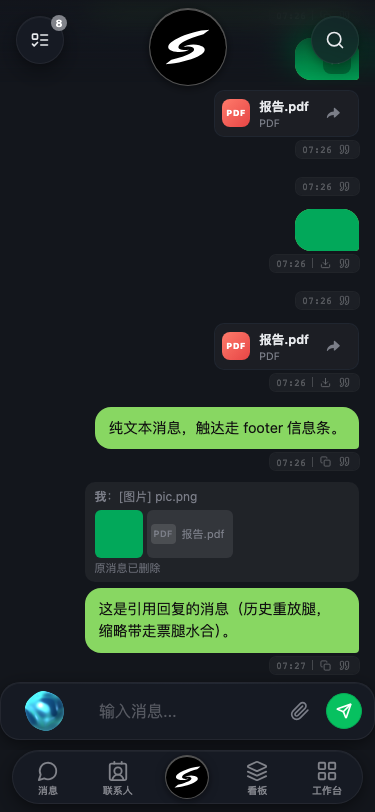 8
PDF
报告.pdf
PDF
07:26
07:26
07:26
07:26
PDF
报告.pdf
PDF
07:26
纯文本消息，触达走 footer 信息条。
07:26
我：[图片] pic.png
PDF 报告.pdf
原消息已删除
这是引用回复的消息（历史重放腿，
缩略带走票腿水合）。
07:27
输入消息...
消息
联系人
看板
工作台